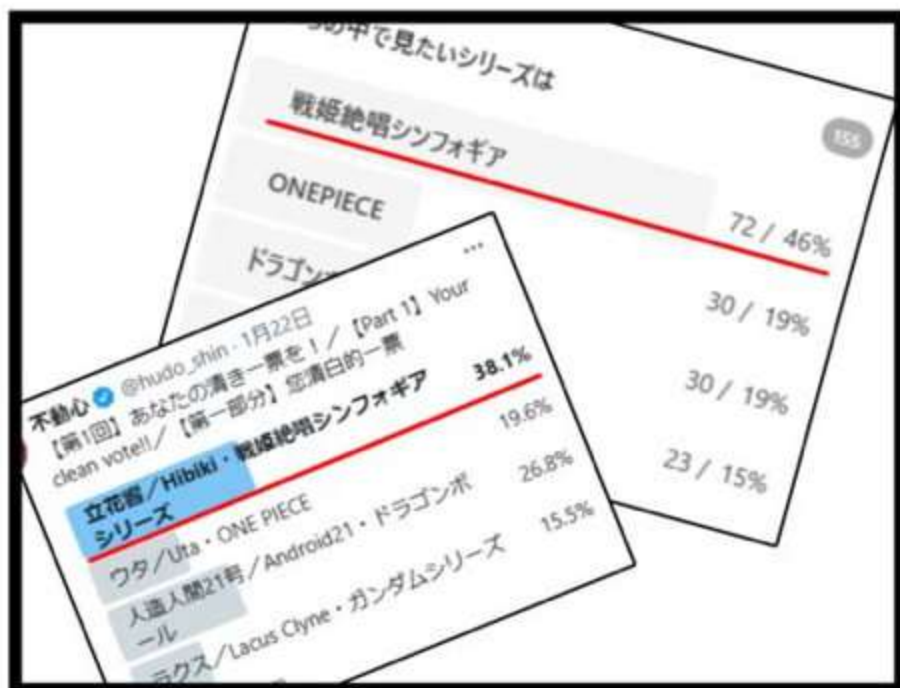 の中で見たいシリーズは
155
戦姫絶唱シンフォギア
72 / 46%
ONEPIECE
30 / 19%
ドラゴンボ
30 / 19%
23 / 15%
不動心 @hudo_shin · 1月22日
【第1回】あなたの清き一票を！／【Part 1】Your
clean vote!!／【第一部分】您清白的一票
立花響／Hibiki・戦姫絶唱シンフォギア
シリーズ
38.1%
ウタ／Uta・ONE PIECE
19.6%
人造人間21号／Android21・ドラゴンボ
ール
26.8%
ラクス／Lacus Clyne・ガンダムシリーズ
15.5%